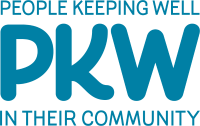 PEOPLE KEEPING WELL
PKW
IN THEIR COMMUNITY